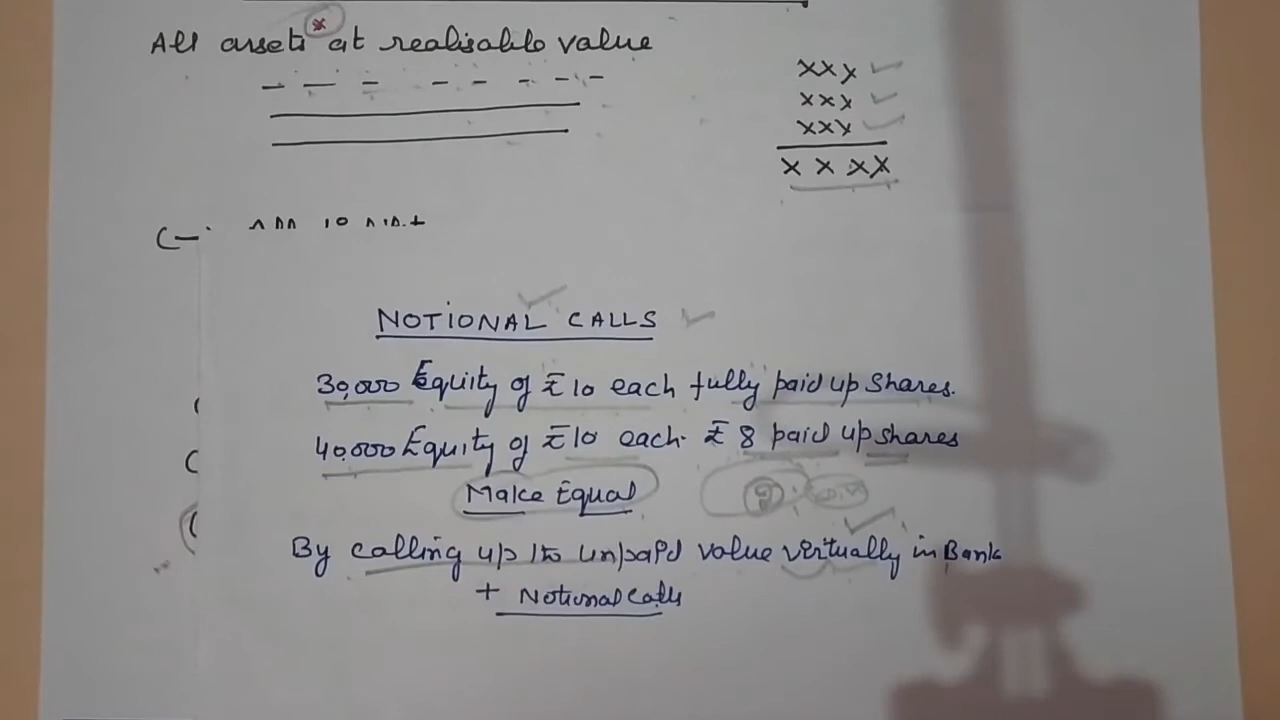 All assets * at realisable value
xxx
xxx
xxx
x x xx
NOTIONAL CALLS
30,000 Equity of ₹10 each fully paid up Shares.
40,000 Equity of ₹10 each. ₹ 8 paid up shares
Make Equal
By calling up to unpaid value virtually in Bank
+ Notional calls